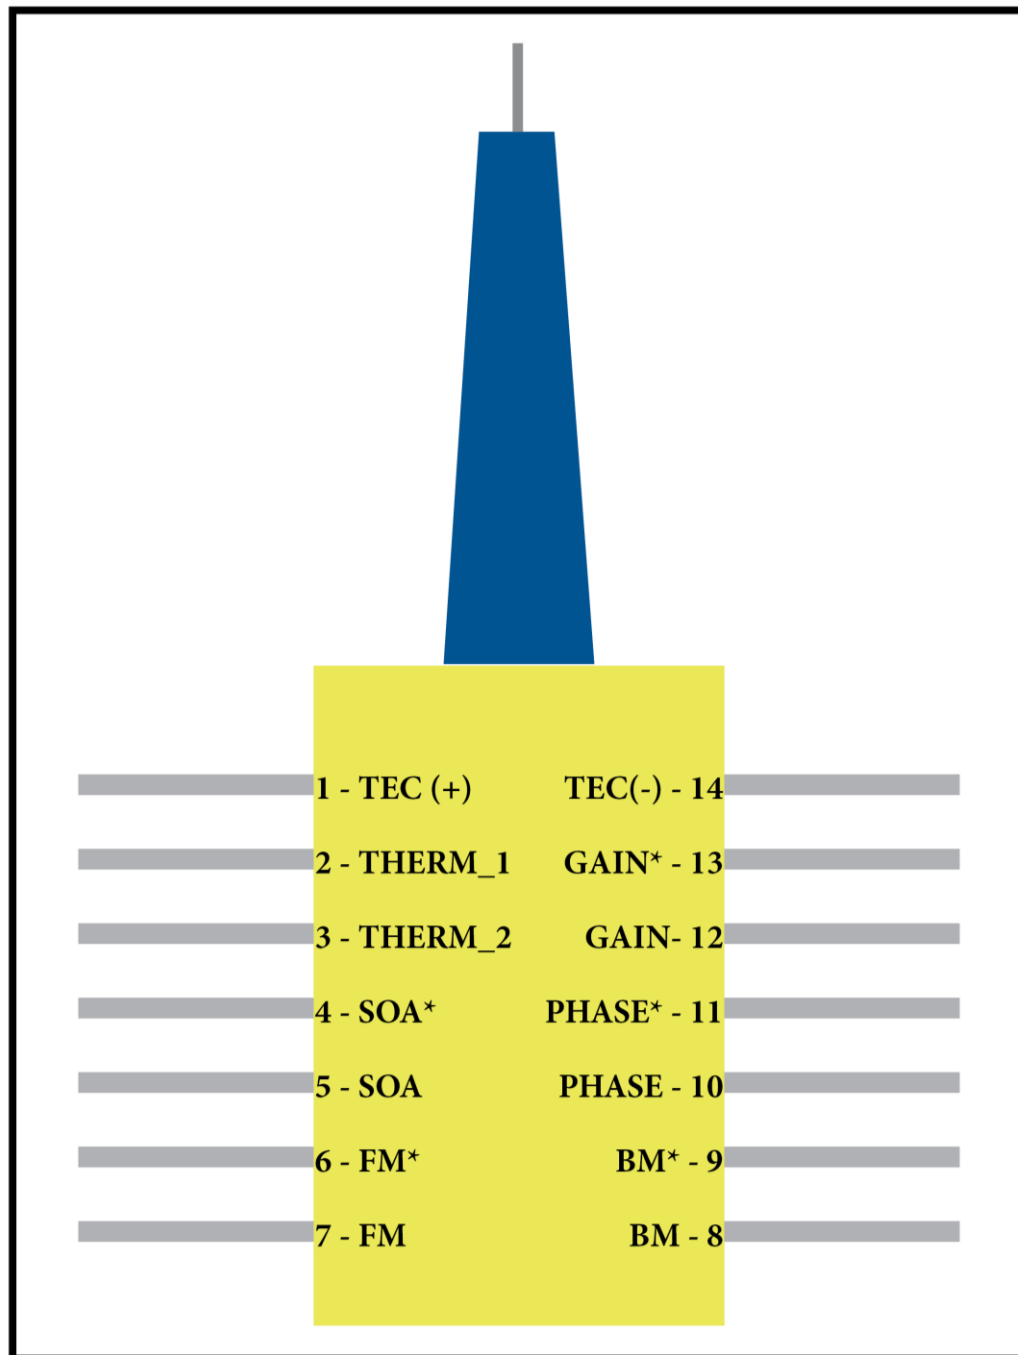 1 - TEC (+)
TEC(-) - 14
2 - THERM_1
GAIN* - 13
3 - THERM_2
GAIN- 12
4 - SOA*
PHASE* - 11
5 - SOA
PHASE - 10
6 - FM*
BM* - 9
7 - FM
BM - 8